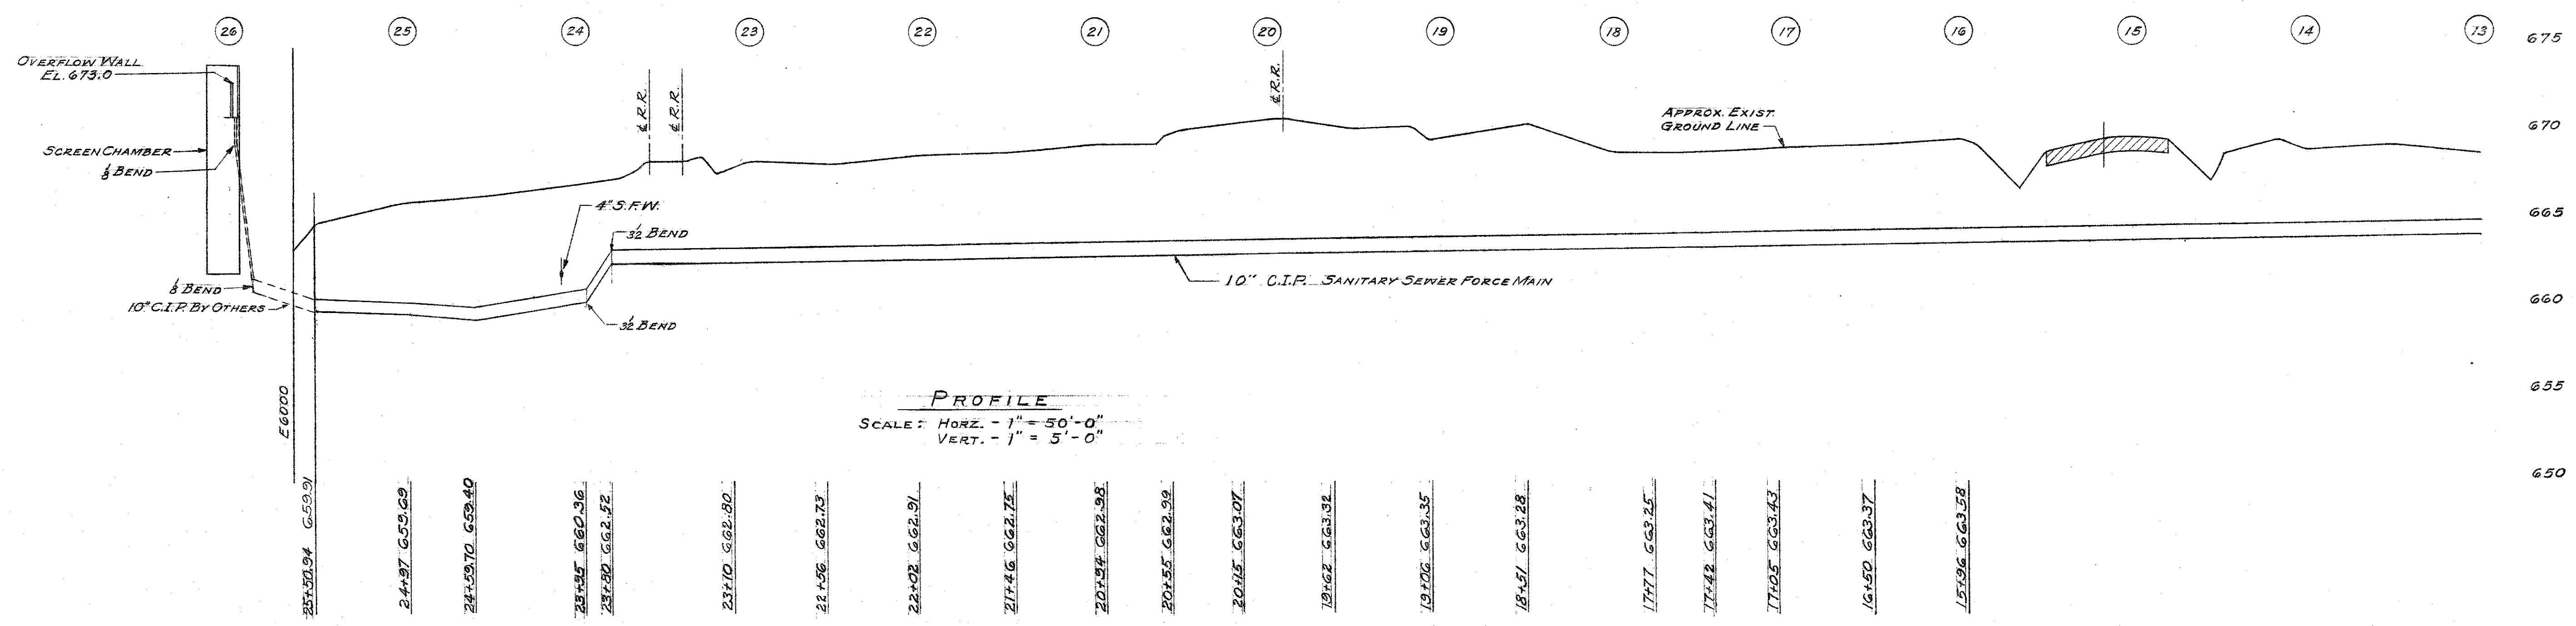 26 25 24 23 22 21 20 19 18 17 16 15 14 13
675
OVERFLOW WALL
EL. 673.0
SCREEN CHAMBER
1/8 BEND
₵ R.R.
₵ R.R.
₵ R.R.
APPROX. EXIST.
GROUND LINE
670
4" S.F.W.
1/32 BEND
665
1/8 BEND
10" C.I.P. BY OTHERS
1/32 BEND
10" C.I.P. SANITARY SEWER FORCE MAIN
660
E6000
PROFILE
SCALE: HORZ. - 1" = 50'-0"
VERT. - 1" = 5'-0"
655
650
25+50.94 659.91
24+97 659.69
24+59.70 659.40
23+95 660.36
23+80 662.52
23+10 662.80
22+56 662.73
22+02 662.91
21+46 662.75
20+94 662.98
20+55 662.99
20+15 663.07
19+62 663.32
19+06 663.35
18+51 663.28
17+77 663.25
17+42 663.41
17+05 663.43
16+50 663.37
15+96 663.58